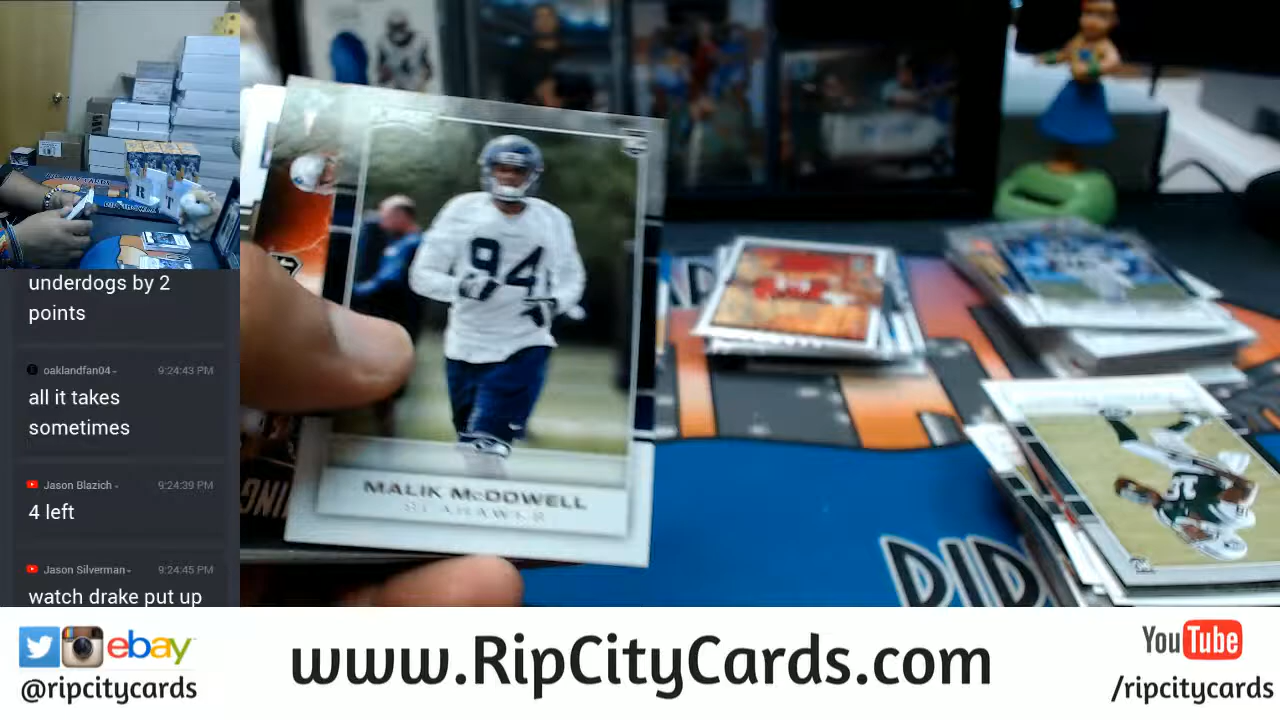 underdogs by 2
points
oaklandfan04
9:24:43 PM
all it takes
sometimes
Jason Blazich
9:24:39 PM
4 left
Jason Silverman
9:24:45 PM
watch drake put up
94
MALIK McDOWELL
SEAHAWKS
DID
R T
ebay
@ripcitycards
www.RipCityCards.com
YouTube
/ripcitycards